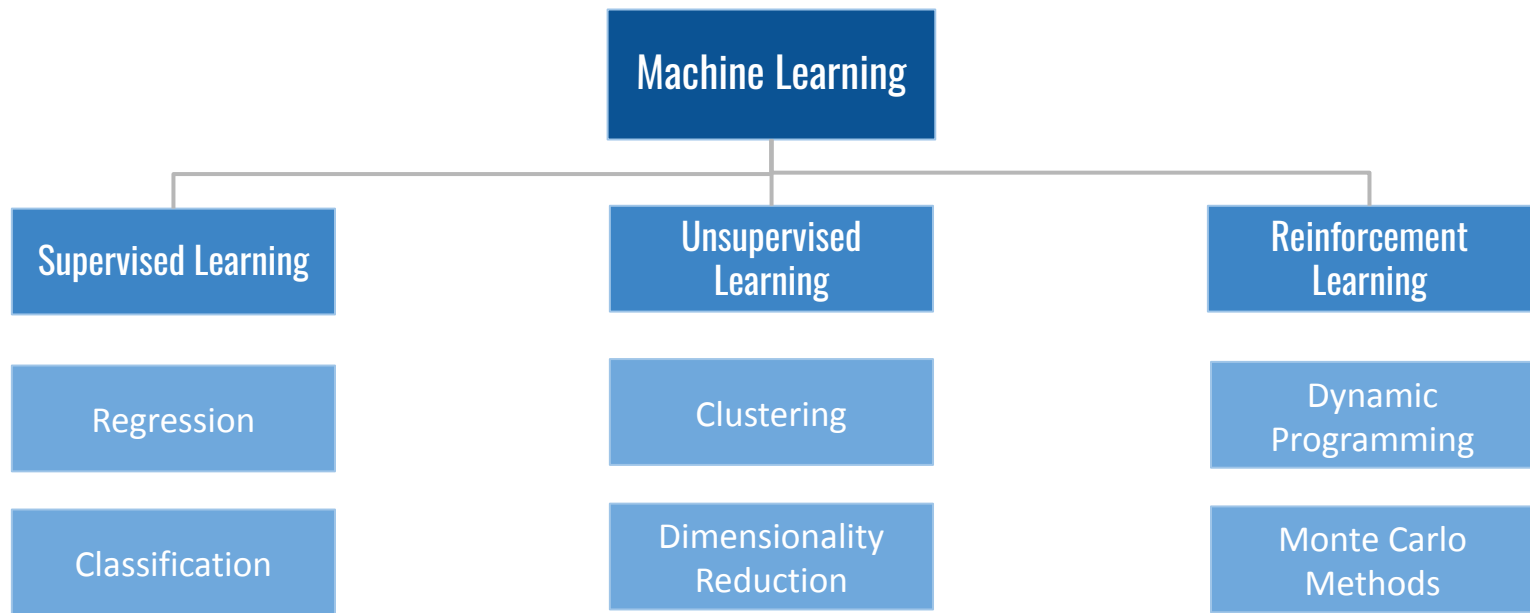 Machine Learning
Supervised Learning
Unsupervised
Learning
Reinforcement
Learning
Regression
Clustering
Dynamic
Programming
Classification
Dimensionality
Reduction
Monte Carlo
Methods